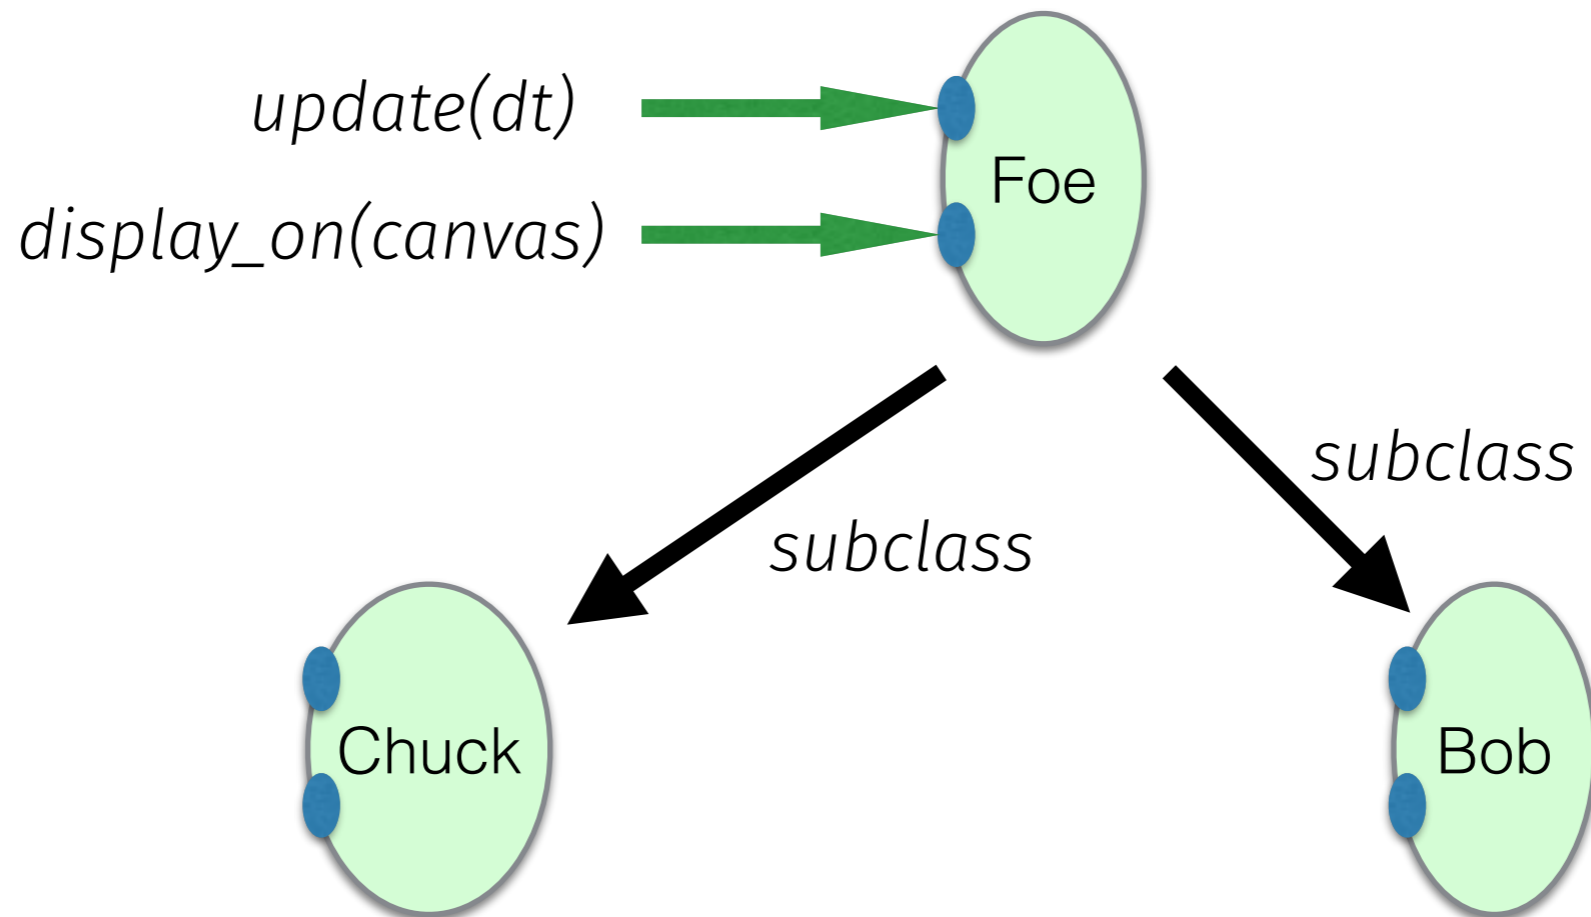 update(dt)
Foe
display_on(canvas)
subclass
subclass
Chuck
Bob